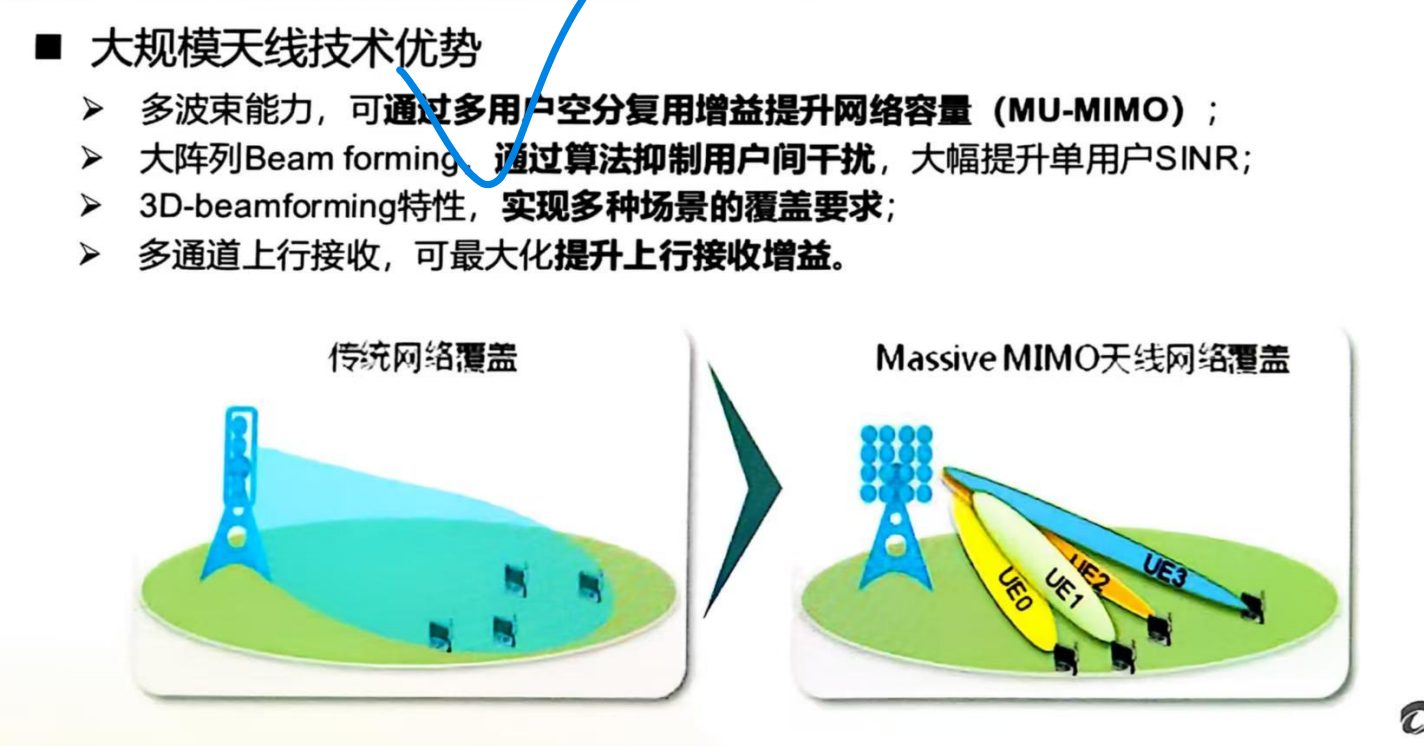 ■ 大规模天线技术优势
➢ 多波束能力，可通过多用户空分复用增益提升网络容量（MU-MIMO）；
➢ 大阵列Beam forming、通过算法抑制用户间干扰，大幅提升单用户SINR；
➢ 3D-beamforming特性，实现多种场景的覆盖要求；
➢ 多通道上行接收，可最大化提升上行接收增益。
传统网络覆盖
Massive MIMO天线网络覆盖
UE0
UE1
UE2
UE3